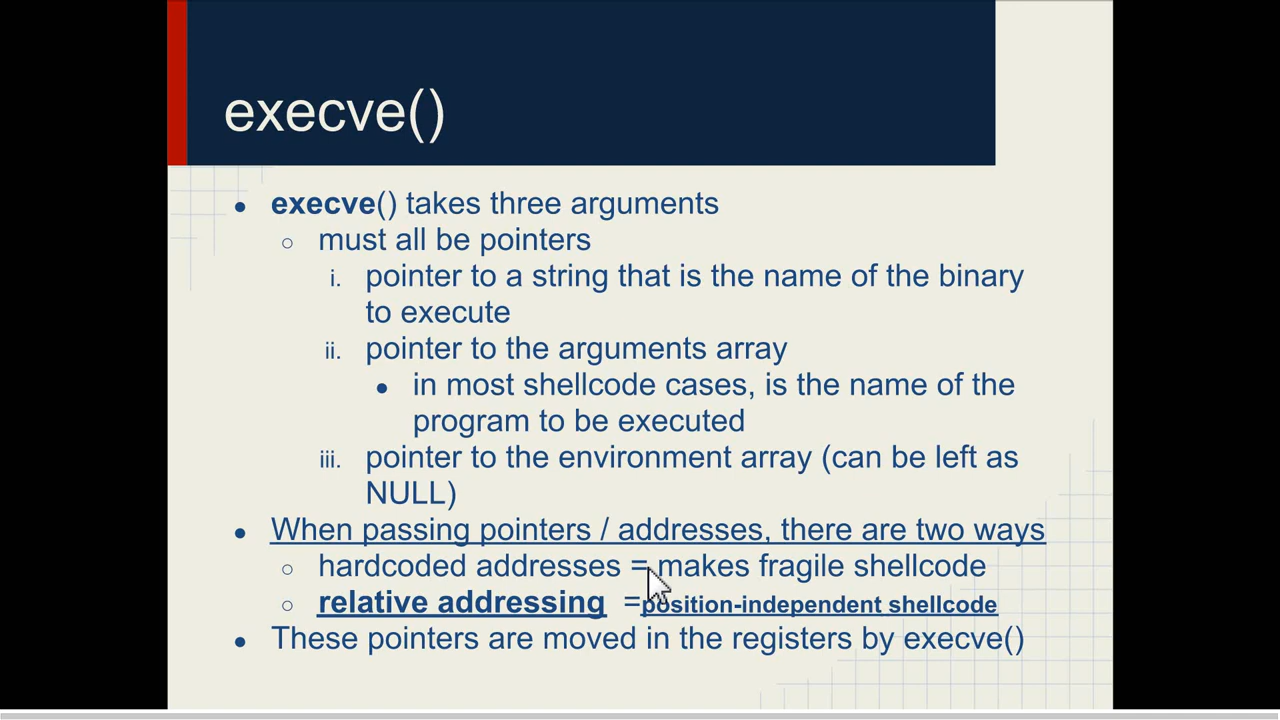 execve()
● execve() takes three arguments
○ must all be pointers
i. pointer to a string that is the name of the binary
to execute
ii. pointer to the arguments array
● in most shellcode cases, is the name of the
program to be executed
iii. pointer to the environment array (can be left as
NULL)
● When passing pointers / addresses, there are two ways
○ hardcoded addresses = makes fragile shellcode
○ relative addressing =position-independent shellcode
● These pointers are moved in the registers by execve()